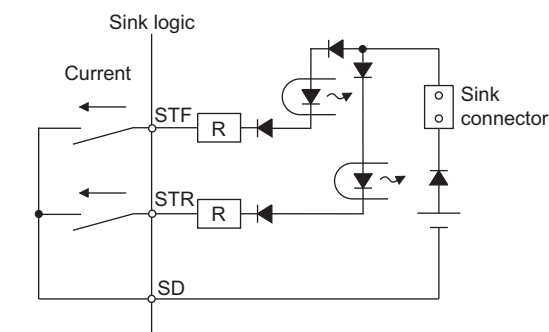 Sink logic
Current
STF
R
Sink
connector
STR
R
SD